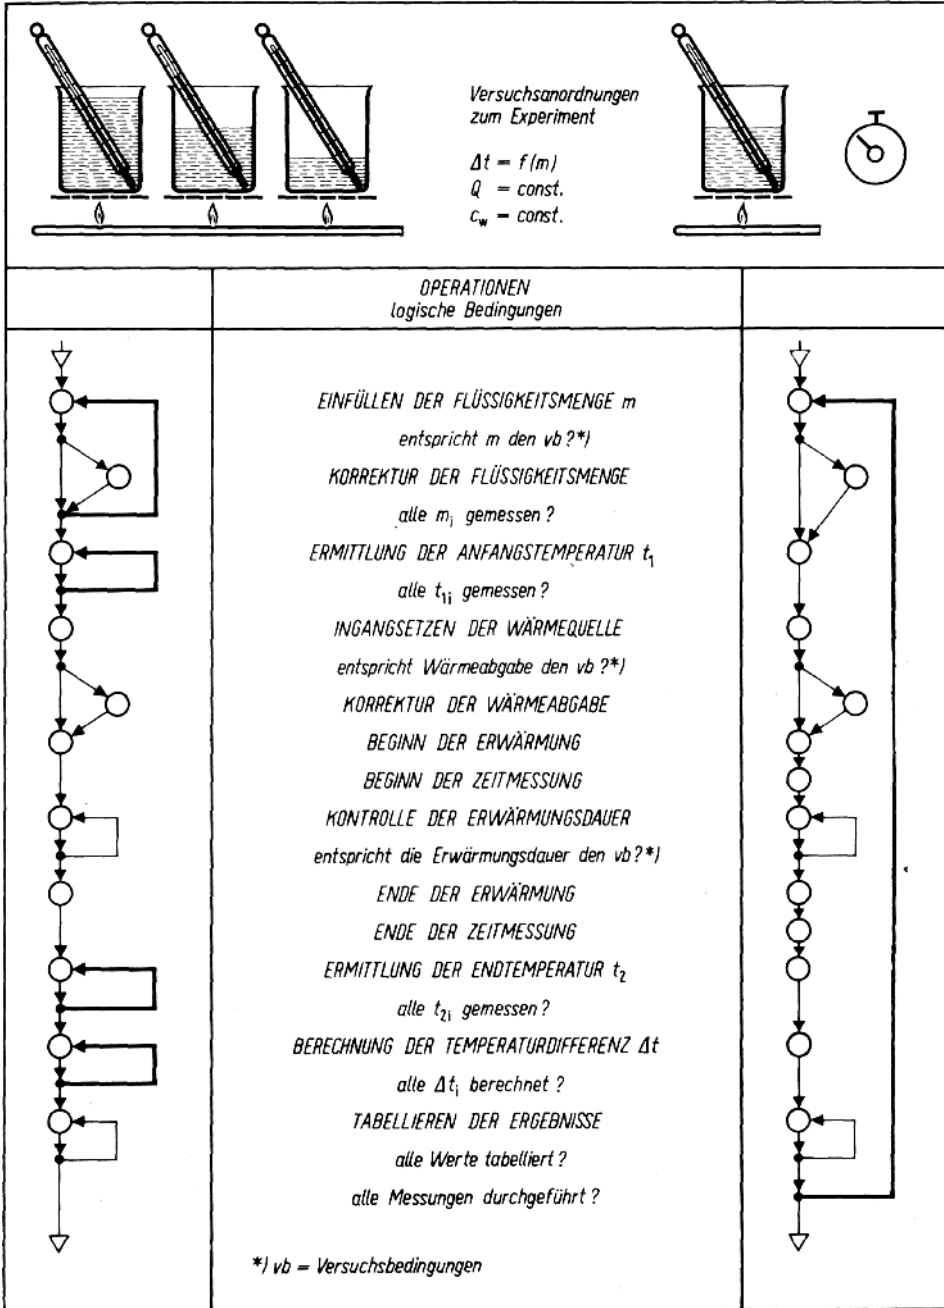 Versuchsanordnungen
zum Experiment
Δt = f(m)
Q = const.
c_w = const.
OPERATIONEN
logische Bedingungen
EINFÜLLEN DER FLÜSSIGKEITSMENGE m
entspricht m den vb?*)
KORREKTUR DER FLÜSSIGKEITSMENGE
alle m_i gemessen?
ERMITTLUNG DER ANFANGSTEMPERATUR t_1
alle t_1i gemessen?
INGANGSETZEN DER WÄRMEQUELLE
entspricht Wärmeabgabe den vb?*)
KORREKTUR DER WÄRMEABGABE
BEGINN DER ERWÄRMUNG
BEGINN DER ZEITMESSUNG
KONTROLLE DER ERWÄRMUNGSDAUER
entspricht die Erwärmungsdauer den vb?*)
ENDE DER ERWÄRMUNG
ENDE DER ZEITMESSUNG
ERMITTLUNG DER ENDTEMPERATUR t_2
alle t_2i gemessen?
BERECHNUNG DER TEMPERATURDIFFERENZ Δt
alle Δt_i berechnet?
TABELLIEREN DER ERGEBNISSE
alle Werte tabelliert?
alle Messungen durchgeführt?
*) vb = Versuchsbedingungen